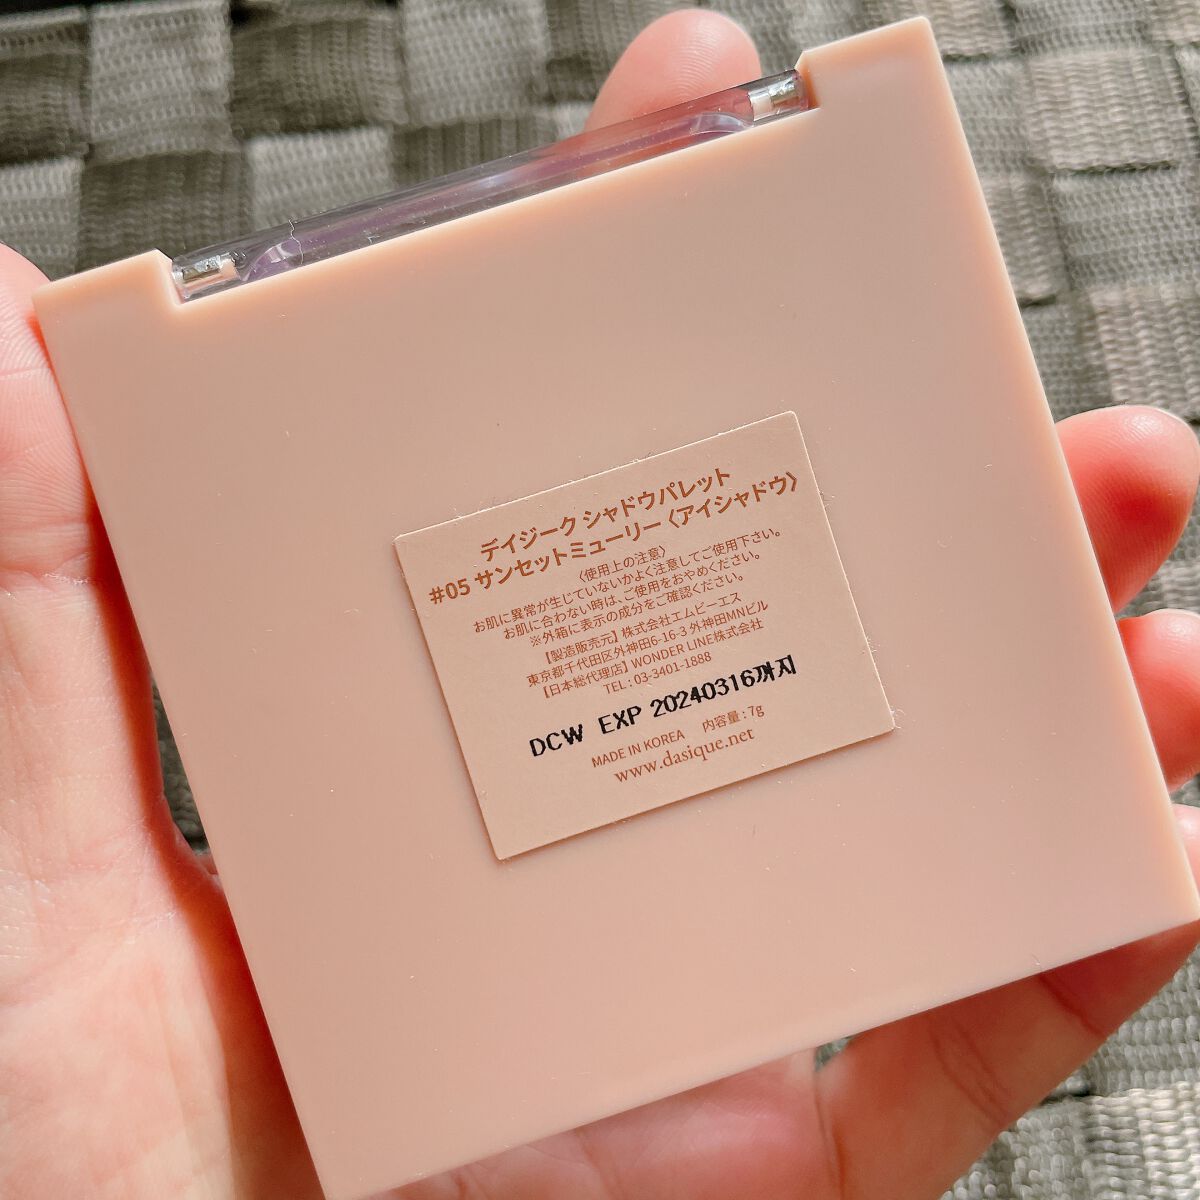 デイジーク シャドウパレット
#05 サンセットミューリー〈アイシャドウ〉
〈使用上の注意〉
お肌に異常が生じていないかよく注意してご使用下さい。
お肌に合わない時は、ご使用をおやめください。
※外箱に表示の成分をご確認ください。
【製造販売元】株式会社エムビーエス
東京都千代田区外神田6-16-3 外神田MNビル
【日本総代理店】WONDER LINE株式会社
TEL : 03-3401-1888
DCW EXP 20240316까지
MADE IN KOREA 内容量 : 7g
www.dasique.net